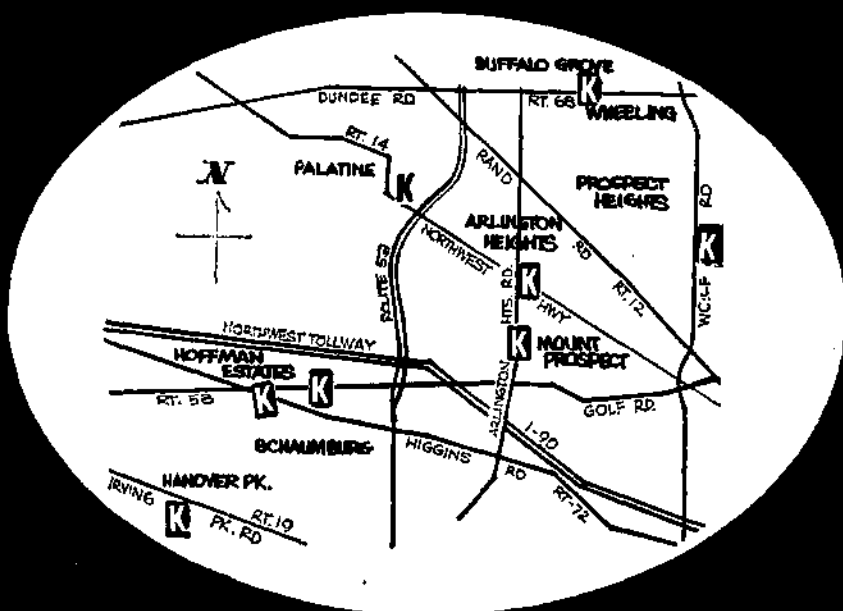 BUFFALO GROVE
K
DUNDEE RD
RT. 68
WHEELING
RT. 14
PALATINE
K
RAND
RD
RT. 12
PROSPECT
HEIGHTS
N
ARLINGTON
HEIGHTS
NORTHWEST
HWY
WOLF
RD
K
ROUTE 53
HTS. RD.
ARLINGTON
K
K
MOUNT
PROSPECT
NORTHWEST TOLLWAY
HOFFMAN
ESTATES
K
K
RT. 58
GOLF RD.
SCHAUMBURG
HIGGINS
RD
I-90
RT-72
HANOVER PK.
IRVING
PK. RD
RT. 19
K